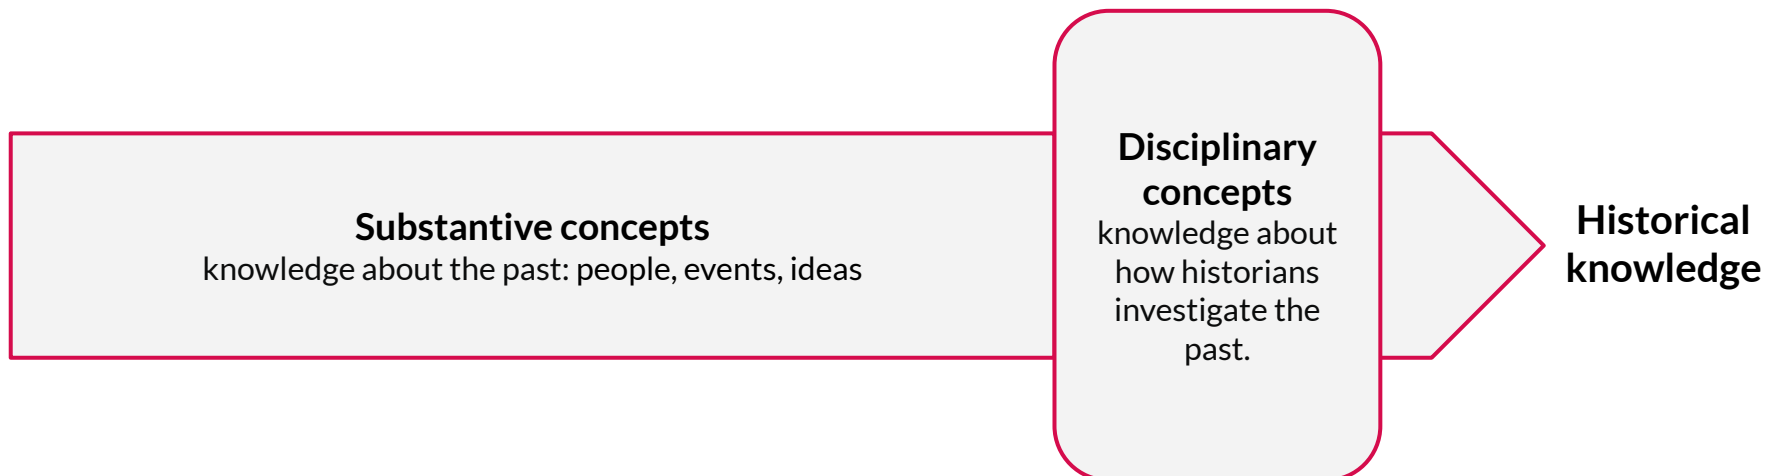 Substantive concepts
knowledge about the past: people, events, ideas
Disciplinary
concepts
knowledge about
how historians
investigate the
past.
Historical
knowledge